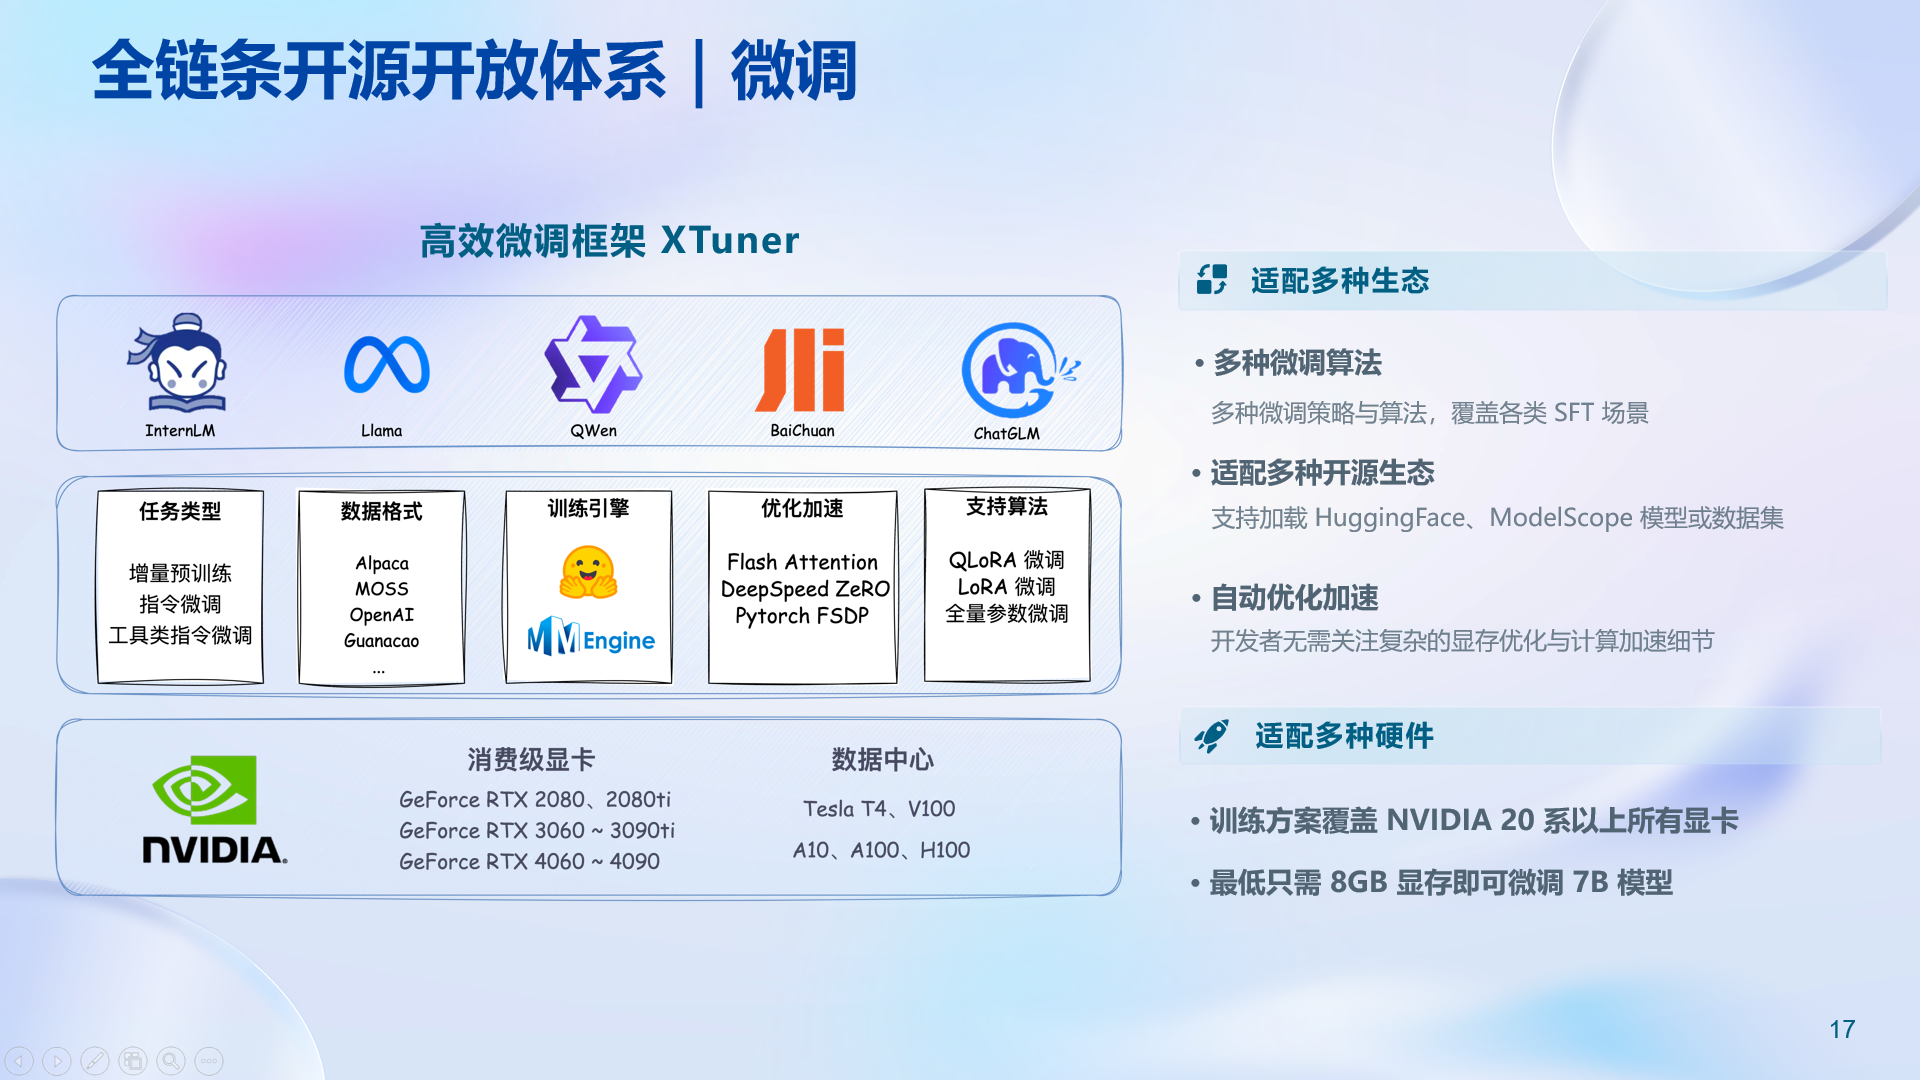 全链条开源开放体系 | 微调
高效微调框架 XTuner
InternLM
Llama
QWen
BaiChuan
ChatGLM
任务类型
增量预训练
指令微调
工具类指令微调
数据格式
Alpaca
MOSS
OpenAI
Guanacao
...
训练引擎
MMEngine
优化加速
Flash Attention
DeepSpeed ZeRO
Pytorch FSDP
支持算法
QLoRA 微调
LoRA 微调
全量参数微调
NVIDIA.
消费级显卡
GeForce RTX 2080、2080ti
GeForce RTX 3060 ~ 3090ti
GeForce RTX 4060 ~ 4090
数据中心
Tesla T4、V100
A10、A100、H100
适配多种生态
• 多种微调算法
多种微调策略与算法，覆盖各类 SFT 场景
• 适配多种开源生态
支持加载 HuggingFace、ModelScope 模型或数据集
• 自动优化加速
开发者无需关注复杂的显存优化与计算加速细节
适配多种硬件
• 训练方案覆盖 NVIDIA 20 系以上所有显卡
• 最低只需 8GB 显存即可微调 7B 模型
17